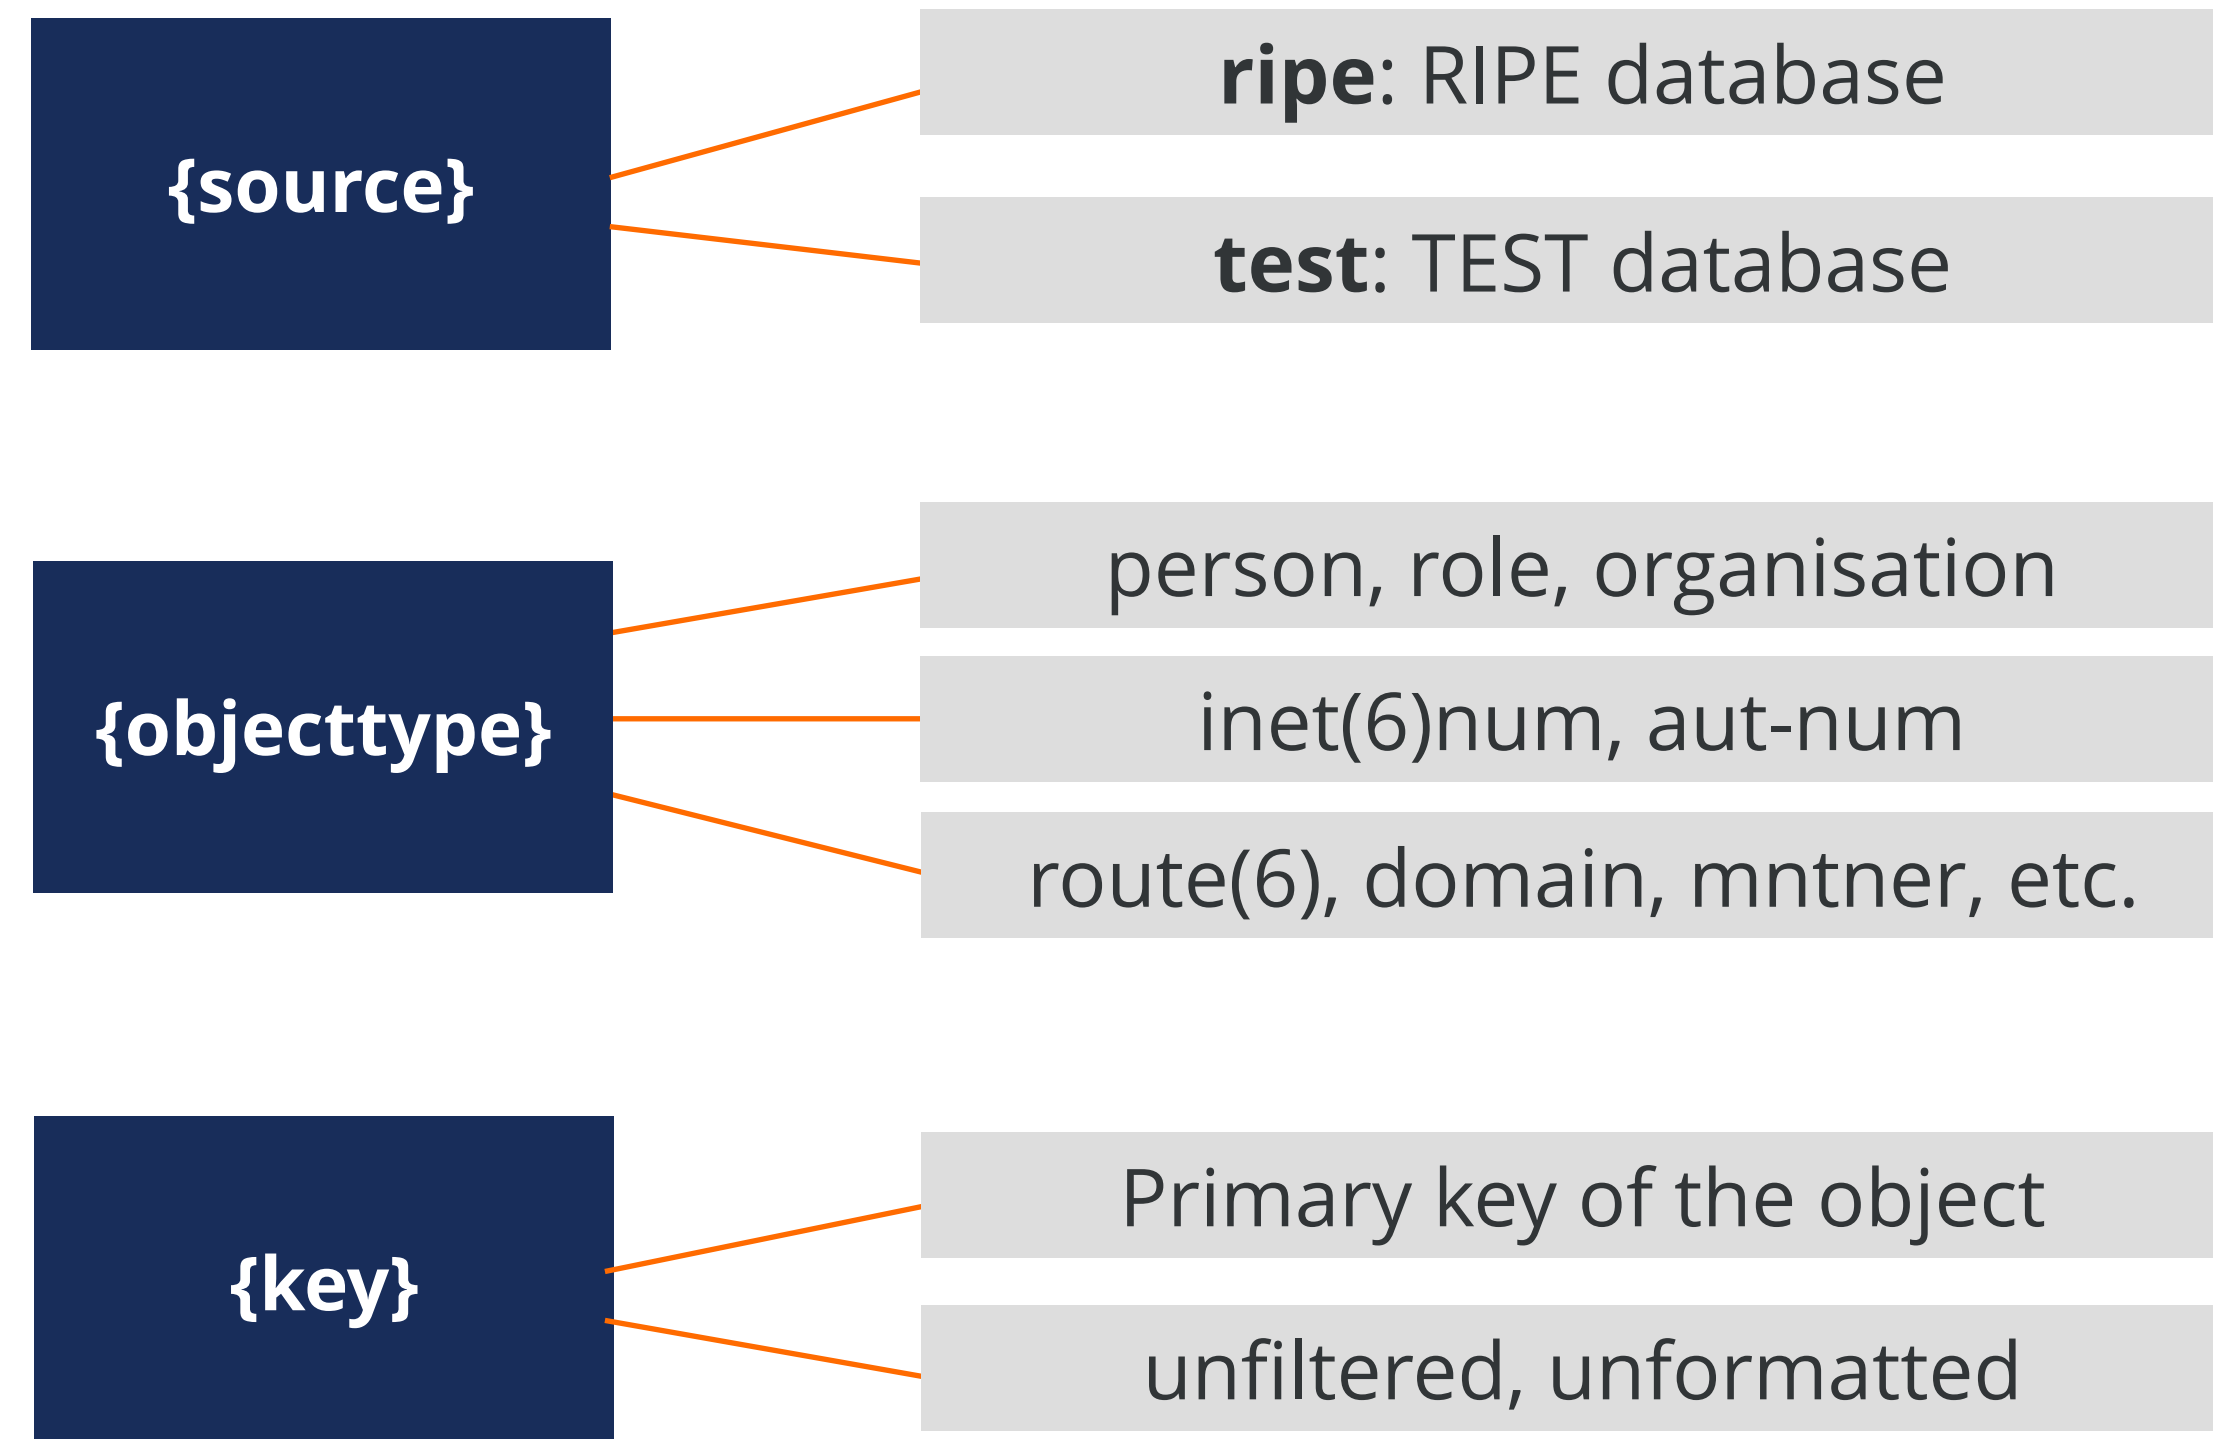 {source}
ripe: RIPE database
test: TEST database
{objecttype}
person, role, organisation
inet(6)num, aut-num
route(6), domain, mntner, etc.
{key}
Primary key of the object
unfiltered, unformatted